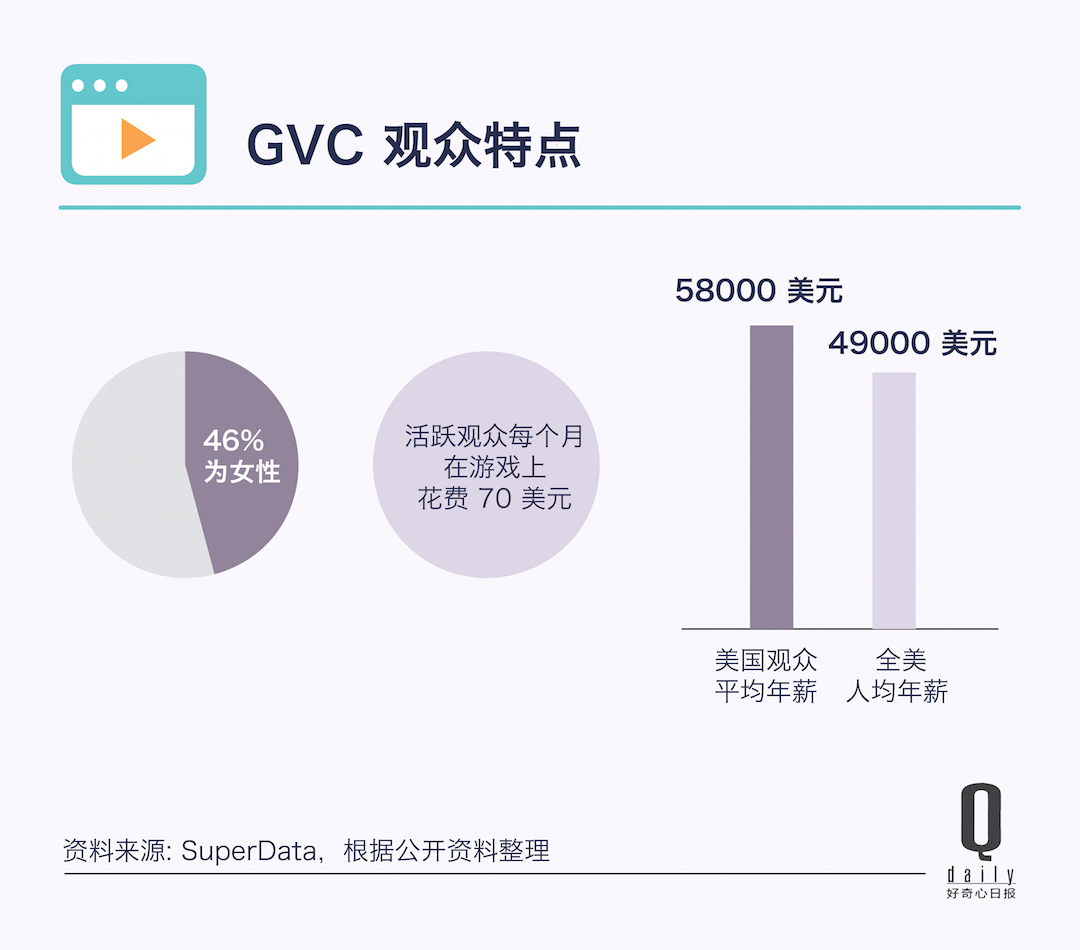 GVC 观众特点
46%
为女性
活跃观众每个月
在游戏上
花费 70 美元
58000 美元
49000 美元
美国观众
平均年薪
全美
人均年薪
资料来源: SuperData，根据公开资料整理
Q
daily
好奇心日报